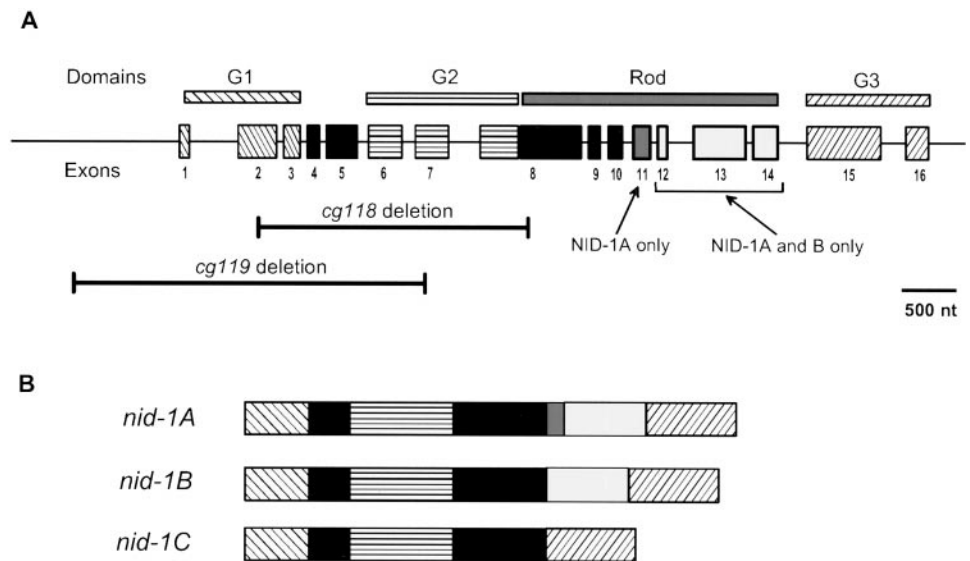 A
Domains G1 G2 Rod G3
Exons 1 2 3 4 5 6 7 8 9 10 11 12 13 14 15 16
cg118 deletion
NID-1A only NID-1A and B only
cg119 deletion
500 nt
B
nid-1A
nid-1B
nid-1C